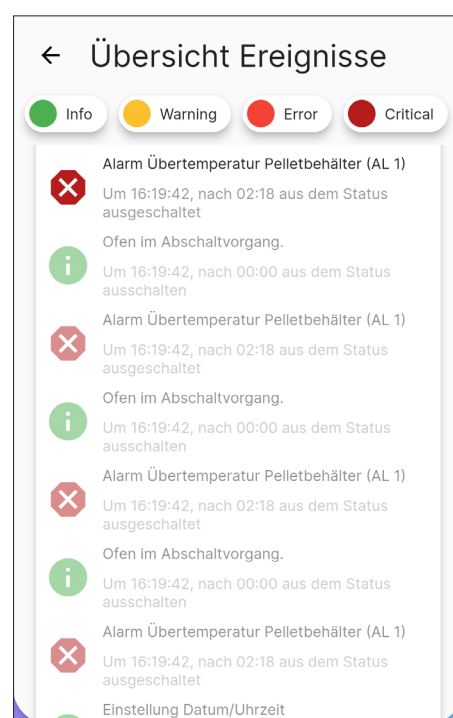 Übersicht Ereignisse
Info Warning Error Critical
Alarm Übertemperatur Pelletbehälter (AL 1)
Um 16:19:42, nach 02:18 aus dem Status
ausgeschaltet
Ofen im Abschaltvorgang.
Um 16:19:42, nach 00:00 aus dem Status
ausschalten
Alarm Übertemperatur Pelletbehälter (AL 1)
Um 16:19:42, nach 02:18 aus dem Status
ausgeschaltet
Ofen im Abschaltvorgang.
Um 16:19:42, nach 00:00 aus dem Status
ausschalten
Alarm Übertemperatur Pelletbehälter (AL 1)
Um 16:19:42, nach 02:18 aus dem Status
ausgeschaltet
Ofen im Abschaltvorgang.
Um 16:19:42, nach 00:00 aus dem Status
ausschalten
Alarm Übertemperatur Pelletbehälter (AL 1)
Um 16:19:42, nach 02:18 aus dem Status
ausgeschaltet
Einstellung Datum/Uhrzeit